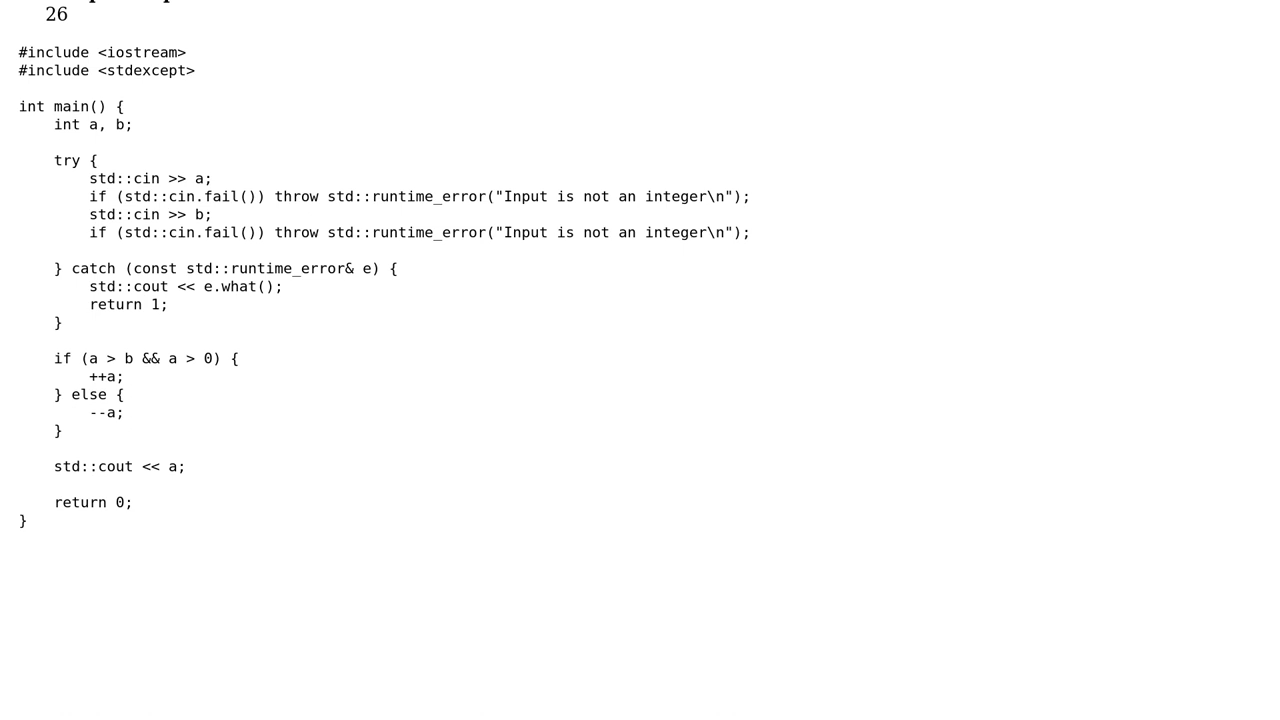 26
#include <iostream>
#include <stdexcept>
int main() {
    int a, b;
    try {
        std::cin >> a;
        if (std::cin.fail()) throw std::runtime_error("Input is not an integer\n");
        std::cin >> b;
        if (std::cin.fail()) throw std::runtime_error("Input is not an integer\n");
    } catch (const std::runtime_error& e) {
        std::cout << e.what();
        return 1;
    }
    if (a > b && a > 0) {
        ++a;
    } else {
        --a;
    }
    std::cout << a;
    return 0;
}